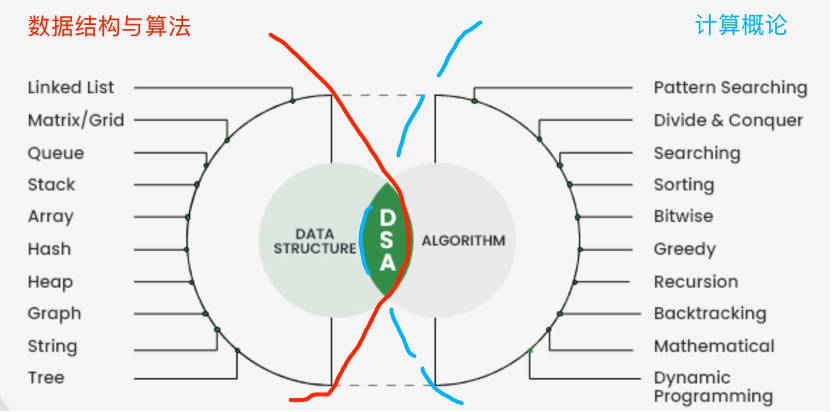 数据结构与算法
计算概论
Linked List
Matrix/Grid
Queue
Stack
Array
Hash
Heap
Graph
String
Tree
DATA
STRUCTURE
D
S
A
ALGORITHM
Pattern Searching
Divide & Conquer
Searching
Sorting
Bitwise
Greedy
Recursion
Backtracking
Mathematical
Dynamic
Programming